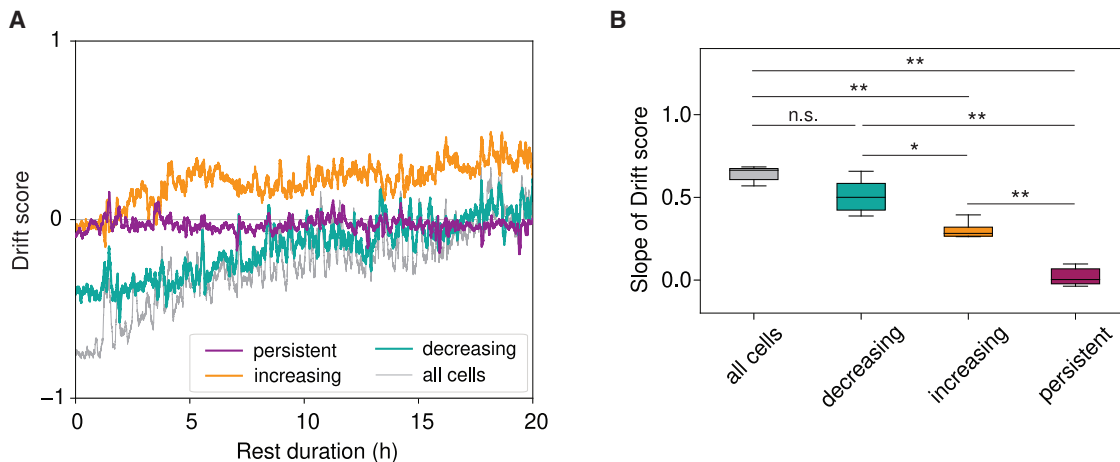 A
1
0
−1
Drift score
persistent
increasing
decreasing
all cells
0
5
10
15
20
Rest duration (h)
B
1.0
0.5
0.0
Slope of Drift score
**
**
n.s.
**
*
**
all cells
decreasing
increasing
persistent